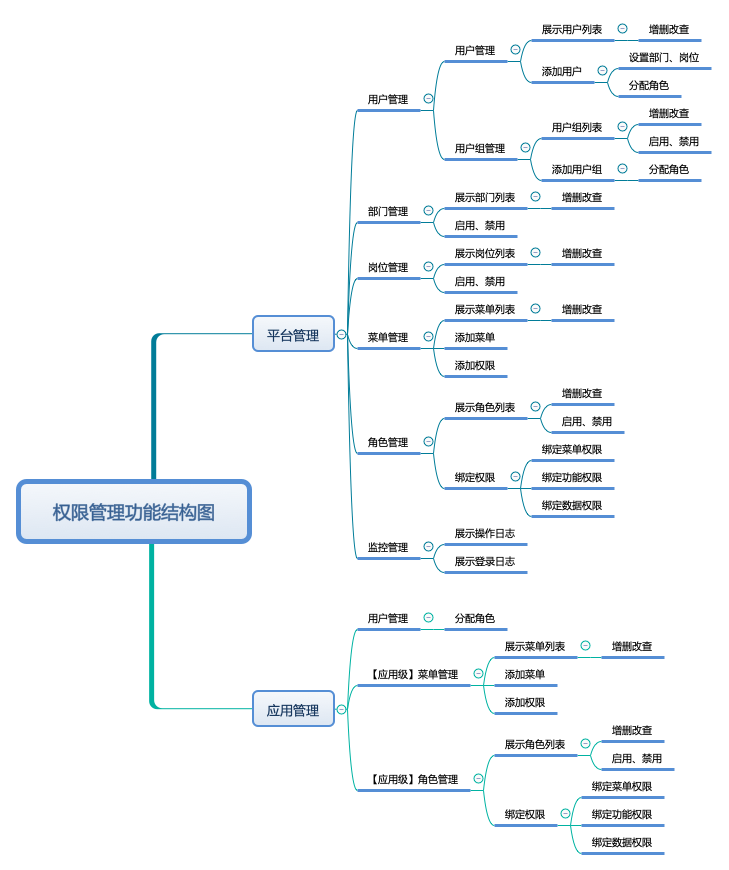 权限管理功能结构图
平台管理
用户管理
用户管理
展示用户列表
增删改查
添加用户
设置部门、岗位
分配角色
用户组管理
用户组列表
增删改查
启用、禁用
添加用户组
分配角色
部门管理
展示部门列表
增删改查
启用、禁用
岗位管理
展示岗位列表
增删改查
启用、禁用
菜单管理
展示菜单列表
增删改查
添加菜单
添加权限
角色管理
展示角色列表
增删改查
启用、禁用
绑定权限
绑定菜单权限
绑定功能权限
绑定数据权限
监控管理
展示操作日志
展示登录日志
应用管理
用户管理
分配角色
【应用级】菜单管理
展示菜单列表
增删改查
添加菜单
添加权限
【应用级】角色管理
展示角色列表
增删改查
启用、禁用
绑定权限
绑定菜单权限
绑定功能权限
绑定数据权限